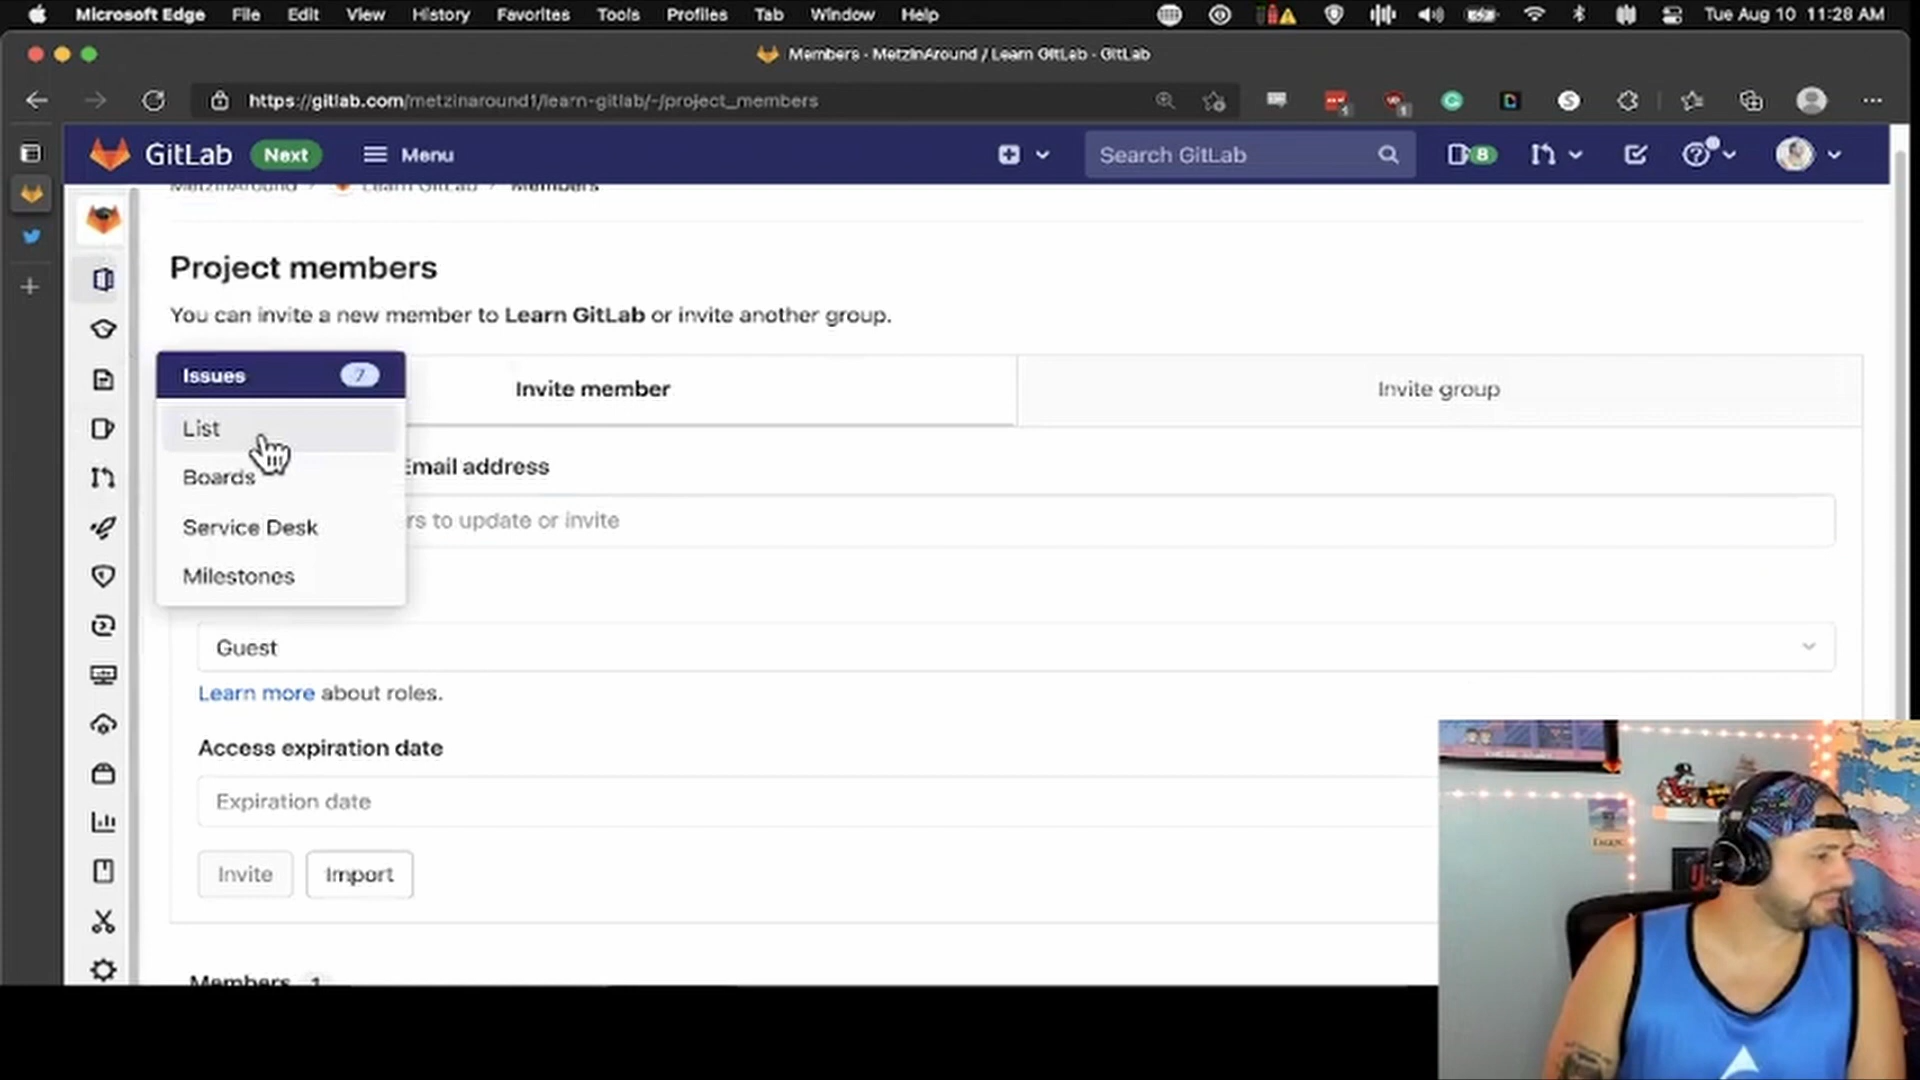 Microsoft Edge File Edit View History Favorites Tools Profiles Tab Window Help Tue Aug 10 11:28 AM
Members · MetzInAround / Learn GitLab · GitLab
https://gitlab.com/metzinaround1/learn-gitlab/-/project_members
GitLab Next Menu Search GitLab 8
MetzInAround Learn GitLab Members
Project members
You can invite a new member to Learn GitLab or invite another group.
Issues 7
Invite member Invite group
List
Email address
Boards
rs to update or invite
Service Desk
Milestones
Guest
Learn more about roles.
Access expiration date
Expiration date
Invite Import
Members 1